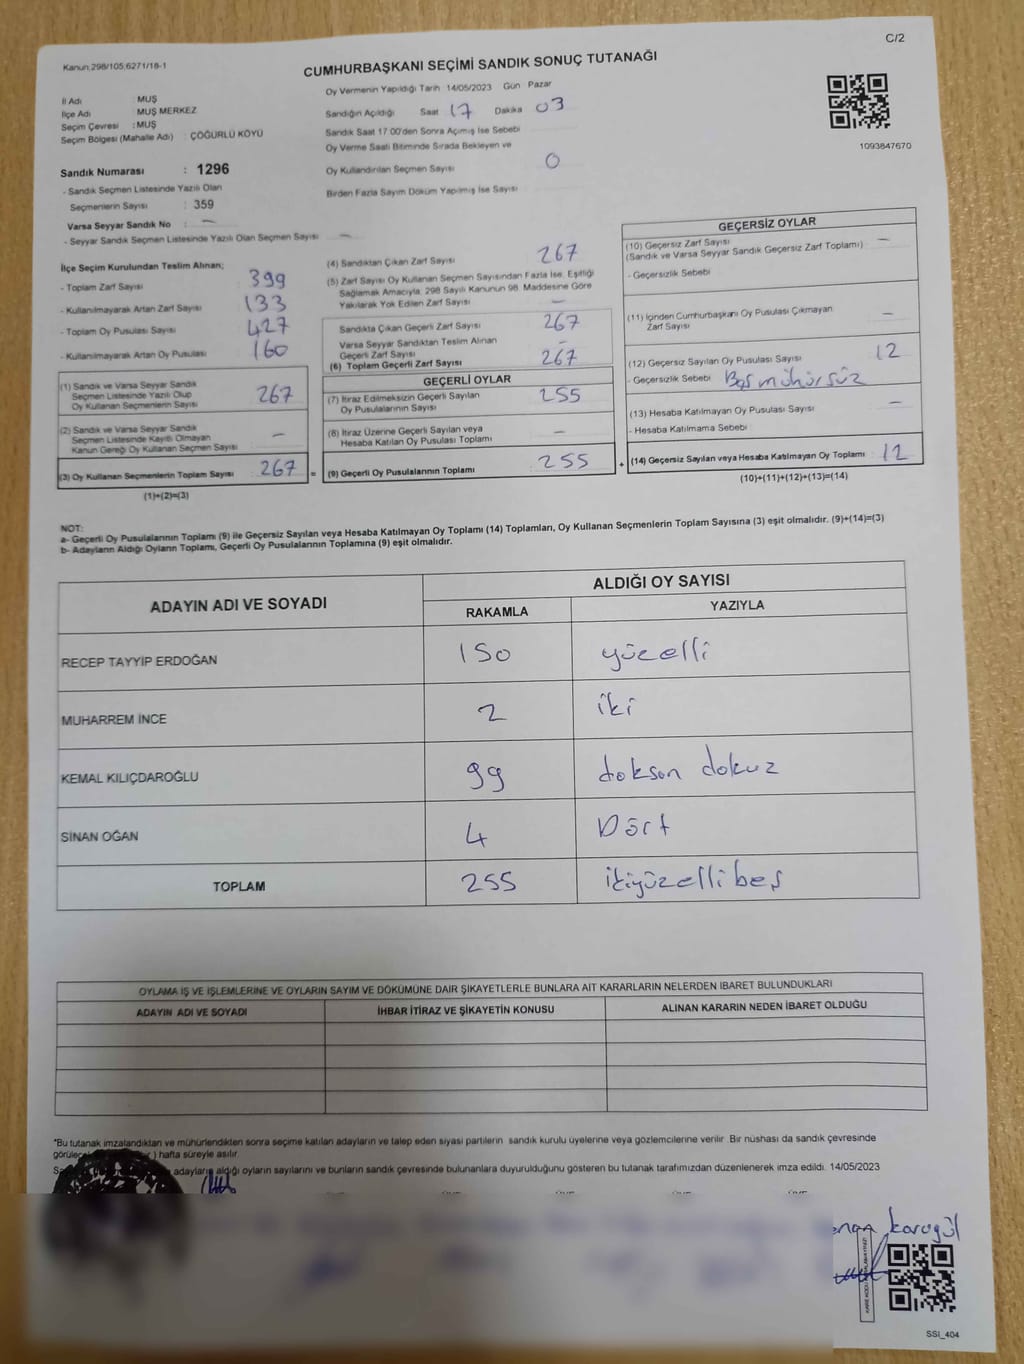 C/2
Kanun:298/105;6271/18-1
CUMHURBAŞKANI SEÇİMİ SANDIK SONUÇ TUTANAĞI
İl Adı : MUŞ
İlçe Adı : MUŞ MERKEZ
Seçim Çevresi : MUŞ
Seçim Bölgesi (Mahalle Adı) : ÇÖĞÜRLÜ KÖYÜ
Oy Vermenin Yapıldığı Tarih 14/05/2023 Gün Pazar
Sandığın Açıldığı Saat 17 Dakika 03
Sandık Saat 17:00'den Sonra Açılmış İse Sebebi
Oy Verme Saati Bitiminde Sırada Bekleyen ve
Oy Kullandırılan Seçmen Sayısı 0
Birden Fazla Sayım Döküm Yapılmış İse Sayısı
1093847670
Sandık Numarası : 1296
- Sandık Seçmen Listesinde Yazılı Olan
Seçmenlerin Sayısı : 359
Varsa Seyyar Sandık No : —
- Seyyar Sandık Seçmen Listesinde Yazılı Olan Seçmen Sayısı —
İlçe Seçim Kurulundan Teslim Alınan;
- Toplam Zarf Sayısı 399
- Kullanılmayarak Artan Zarf Sayısı 133
- Toplam Oy Pusulası Sayısı 427
- Kullanılmayarak Artan Oy Pusulası 160
(1) Sandık ve Varsa Seyyar Sandık
Seçmen Listesinde Yazılı Olup
Oy Kullanan Seçmenlerin Sayısı 267
(2) Sandık ve Varsa Seyyar Sandık
Seçmen Listesinde Kayıtlı Olmayan
Kanun Gereği Oy Kullanan Seçmen Sayısı —
(3) Oy Kullanan Seçmenlerin Toplam Sayısı 267 =
(1)+(2)=(3)
(4) Sandıktan Çıkan Zarf Sayısı 267
(5) Zarf Sayısı Oy Kullanan Seçmen Sayısından Fazla İse, Eşitliği
Sağlamak Amacıyla, 298 Sayılı Kanunun 98. Maddesine Göre
Yakılarak Yok Edilen Zarf Sayısı —
Sandıkta Çıkan Geçerli Zarf Sayısı 267
Varsa Seyyar Sandıktan Teslim Alınan
Geçerli Zarf Sayısı —
(6) Toplam Geçerli Zarf Sayısı 267
GEÇERLİ OYLAR
(7) İtiraz Edilmeksizin Geçerli Sayılan
Oy Pusulalarının Sayısı 255
(8) İtiraz Üzerine Geçerli Sayılan veya
Hesaba Katılan Oy Pusulası Toplamı —
(9) Geçerli Oy Pusulalarının Toplamı 255 +
GEÇERSİZ OYLAR
(10) Geçersiz Zarf Sayısı —
(Sandık ve Varsa Seyyar Sandık Geçersiz Zarf Toplamı)
- Geçersizlik Sebebi
(11) İçinden Cumhurbaşkanı Oy Pusulası Çıkmayan
Zarf Sayısı —
(12) Geçersiz Sayılan Oy Pusulası Sayısı 12
- Geçersizlik Sebebi Boş mühürsüz
(13) Hesaba Katılmayan Oy Pusulası Sayısı —
- Hesaba Katılmama Sebebi
(14) Geçersiz Sayılan veya Hesaba Katılmayan Oy Toplamı 12
(10)+(11)+(12)+(13)=(14)
NOT:
a- Geçerli Oy Pusulalarının Toplamı (9) ile Geçersiz Sayılan veya Hesaba Katılmayan Oy Toplamı (14) Toplamları, Oy Kullanan Seçmenlerin Toplam Sayısına (3) eşit olmalıdır. (9)+(14)=(3)
b- Adayların Aldığı Oyların Toplamı, Geçerli Oy Pusulalarının Toplamına (9) eşit olmalıdır.
ADAYIN ADI VE SOYADI
ALDIĞI OY SAYISI
RAKAMLA YAZIYLA
RECEP TAYYİP ERDOĞAN 150 yüzelli
MUHARREM İNCE 2 iki
KEMAL KILIÇDAROĞLU 99 doksan dokuz
SİNAN OĞAN 4 Dört
TOPLAM 255 ikiyüzelli beş
OYLAMA İŞ VE İŞLEMLERİNE VE OYLARIN SAYIM VE DÖKÜMÜNE DAİR ŞİKAYETLERLE BUNLARA AİT KARARLARIN NELERDEN İBARET BULUNDUKLARI
ADAYIN ADI VE SOYADI İHBAR İTİRAZ VE ŞİKAYETİN KONUSU ALINAN KARARIN NEDEN İBARET OLDUĞU
*Bu tutanak imzalandıktan ve mühürlendikten sonra seçime katılan adayların ve talep eden siyasi partilerin sandık kurulu üyelerine veya gözlemcilerine verilir. Bir nüshası da sandık çevresinde
) hafta süreyle asılır.
adayların aldığı oyların sayılarını ve bunların sandık çevresinde bulunanlara duyurulduğunu gösteren bu tutanak tarafımızdan düzenlenerek imza edildi. 14/05/2023
karagül
SSI_404